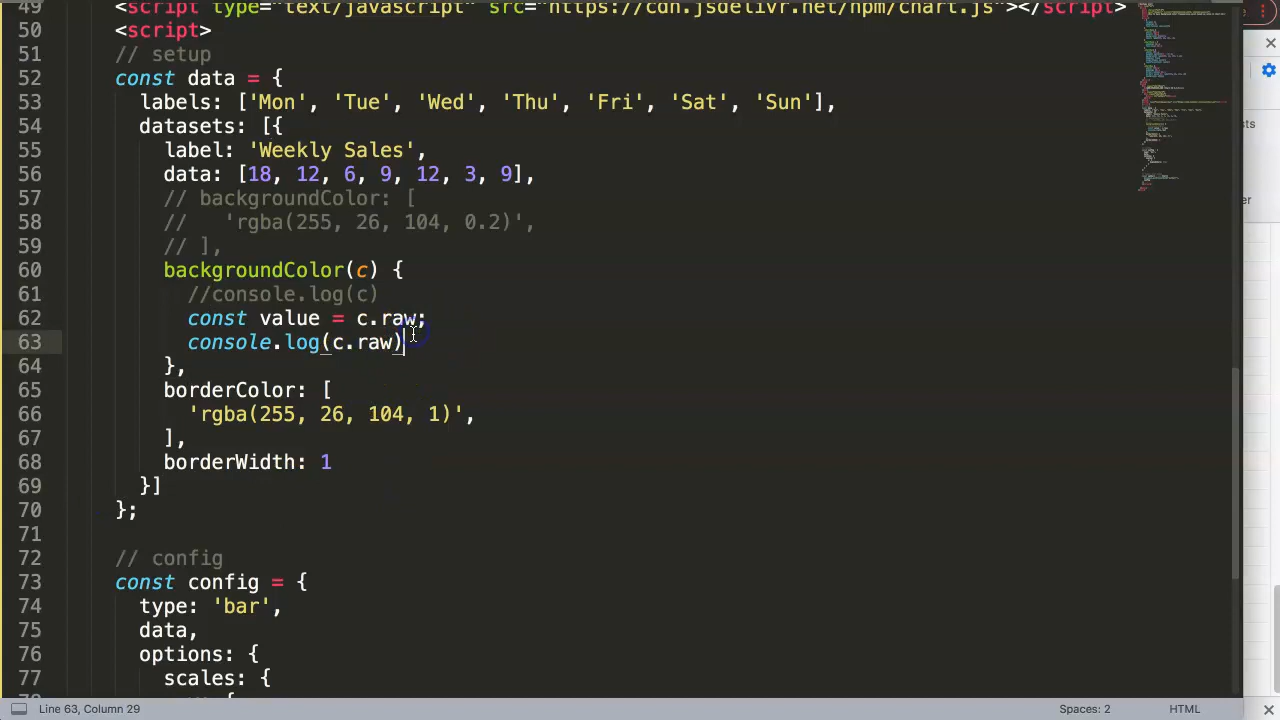 49 <script type="text/javascript" src="https://cdn.jsdelivr.net/npm/chart.js"></script>
50 <script>
51 // setup
52 const data = {
53 labels: ['Mon', 'Tue', 'Wed', 'Thu', 'Fri', 'Sat', 'Sun'],
54 datasets: [{
55 label: 'Weekly Sales',
56 data: [18, 12, 6, 9, 12, 3, 9],
57 // backgroundColor: [
58 //   'rgba(255, 26, 104, 0.2)',
59 // ],
60 backgroundColor(c) {
61 //console.log(c)
62 const value = c.raw;
63 console.log(c.raw)
64 },
65 borderColor: [
66 'rgba(255, 26, 104, 1)',
67 ],
68 borderWidth: 1
69 }]
70 };
71
72 // config
73 const config = {
74 type: 'bar',
75 data,
76 options: {
77 scales: {
Line 63, Column 29 Spaces: 2 HTML